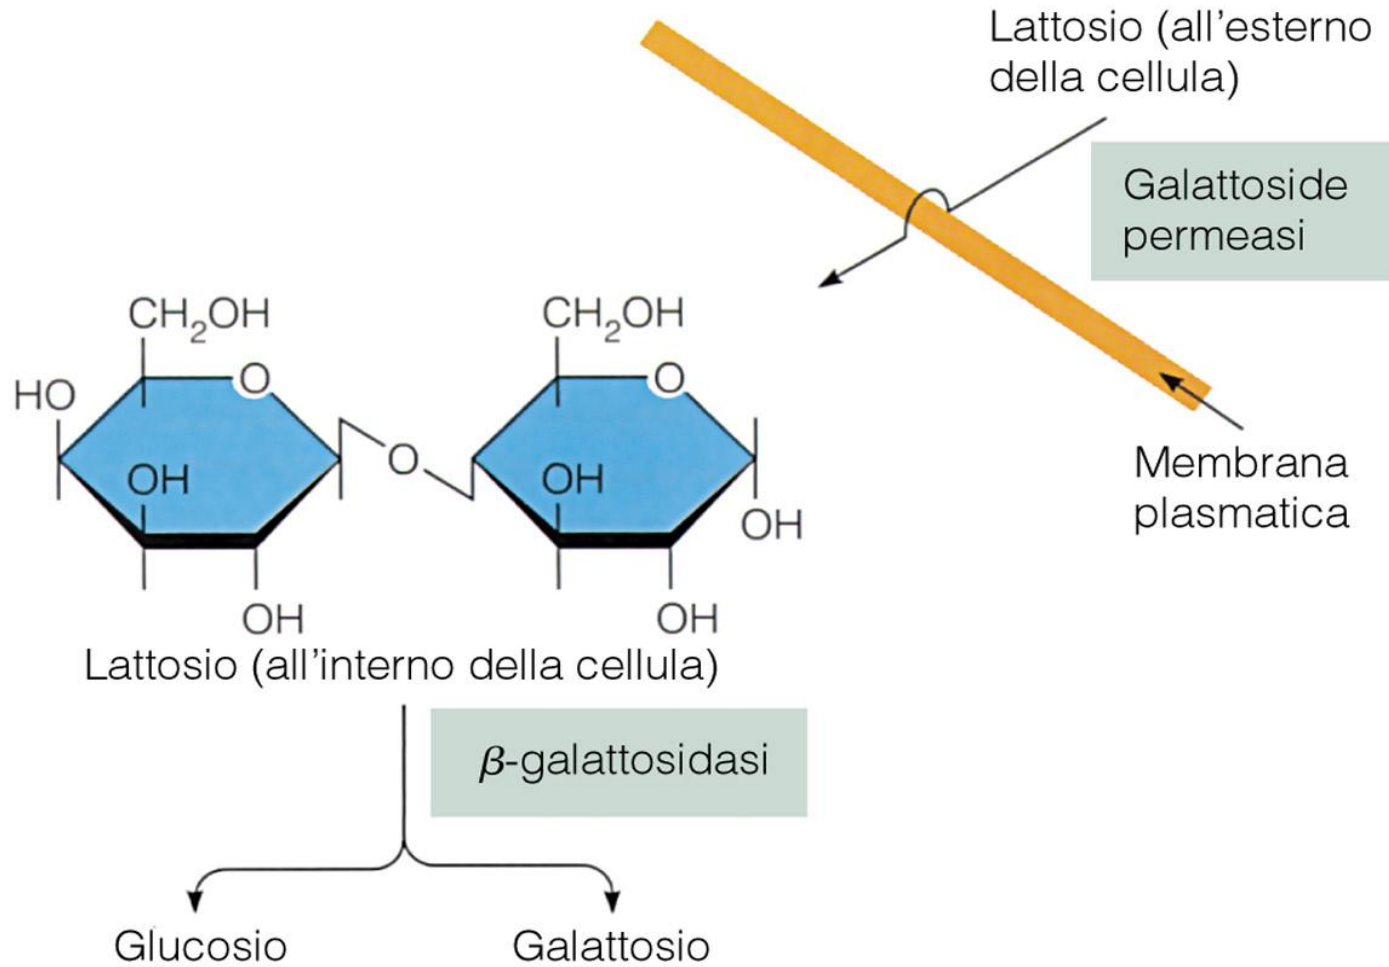 Lattosio (all'esterno
della cellula)
Galattoside
permeasi
Membrana
plasmatica
CH₂OH
CH₂OH
O
O
HO
O
OH
OH
OH
OH
OH
Lattosio (all'interno della cellula)
β-galattosidasi
Glucosio
Galattosio